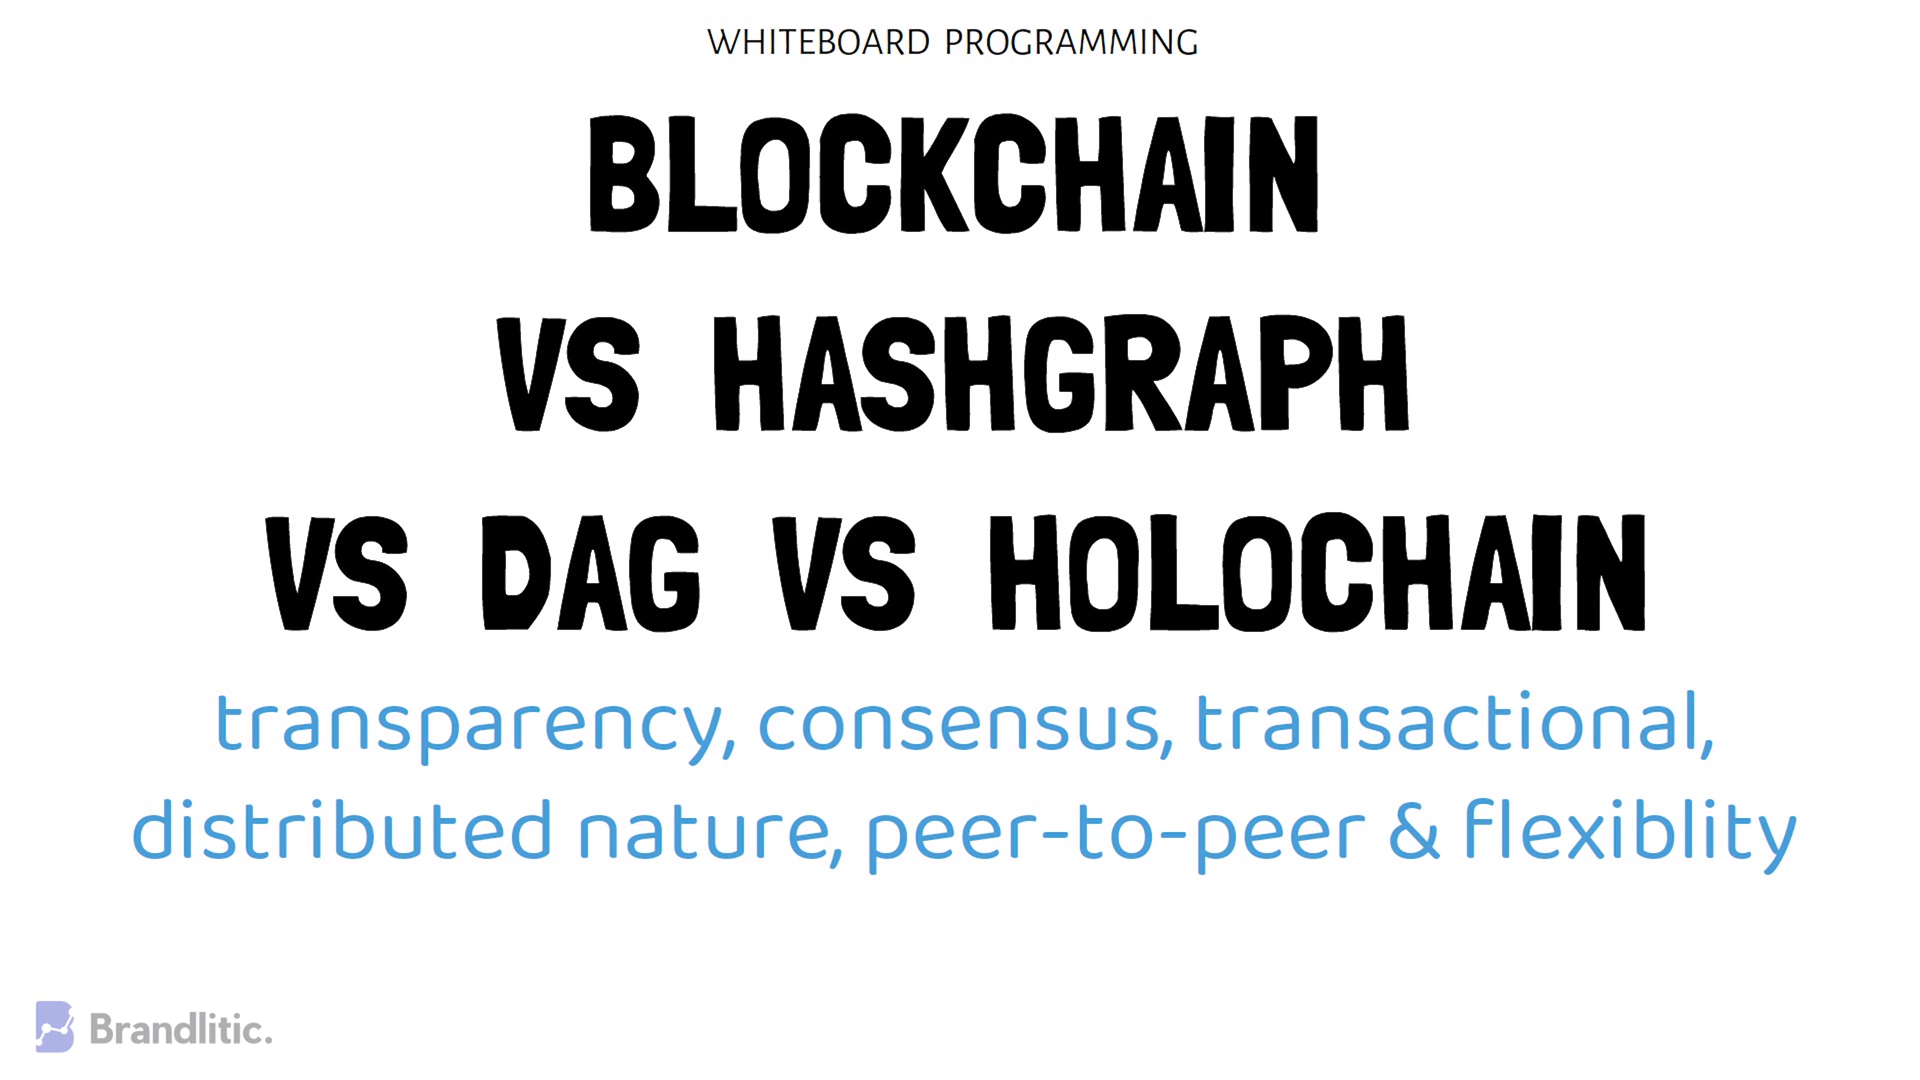 WHITEBOARD PROGRAMMING
BLOCKCHAIN
VS HASHGRAPH
VS DAG VS HOLOCHAIN
transparency, consensus, transactional,
distributed nature, peer-to-peer & flexiblity
Brandlitic.